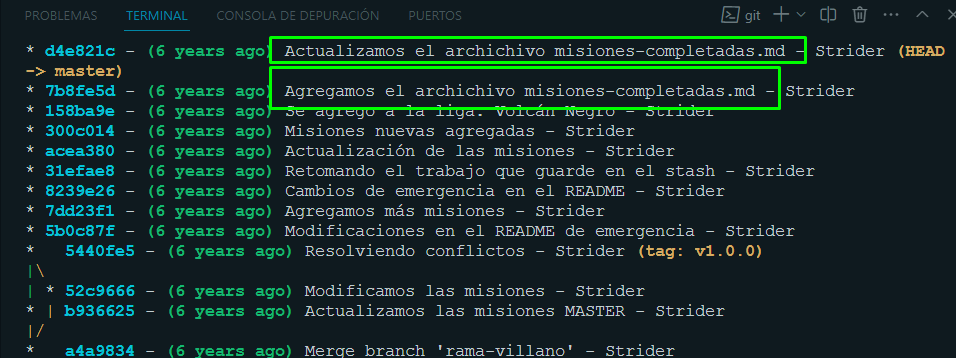 PROBLEMAS TERMINAL CONSOLA DE DEPURACIÓN PUERTOS git
* d4e821c - (6 years ago) Actualizamos el archichivo misiones-completadas.md - Strider (HEAD
-> master)
* 7b8fe5d - (6 years ago) Agregamos el archichivo misiones-completadas.md - Strider
* 158ba9e - (6 years ago) Se agrego a la liga: Volcán Negro - Strider
* 300c014 - (6 years ago) Misiones nuevas agregadas - Strider
* acea380 - (6 years ago) Actualización de las misiones - Strider
* 31efae8 - (6 years ago) Retomando el trabajo que guarde en el stash - Strider
* 8239e26 - (6 years ago) Cambios de emergencia en el README - Strider
* 7dd23f1 - (6 years ago) Agregamos más misiones - Strider
* 5b0c87f - (6 years ago) Modificaciones en el README de emergencia - Strider
*   5440fe5 - (6 years ago) Resolviendo conflictos - Strider (tag: v1.0.0)
|\
| * 52c9666 - (6 years ago) Modificamos las misiones - Strider
* | b936625 - (6 years ago) Actualizamos las misiones MASTER - Strider
|/
*   a4a9834 - (6 years ago) Merge branch 'rama-villano' - Strider